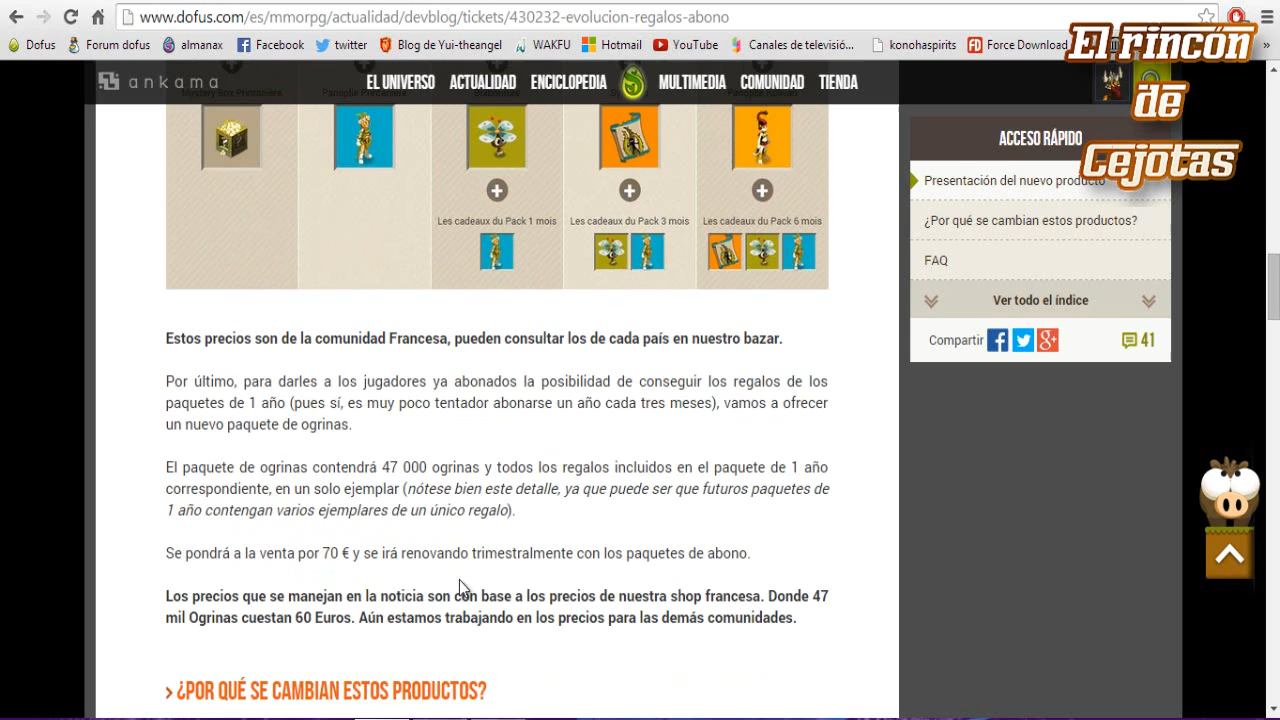 www.dofus.com/es/mmorpg/actualidad/devblog/tickets/430232-evolucion-regalos-abono
Dofus Forum dofus almanax Facebook twitter Blog de Yui-theangel WAKFU Hotmail YouTube Canales de televisió... konohaspirits Force Download »
El rincón
de
Cejotas
ankama EL UNIVERSO ACTUALIDAD ENCICLOPEDIA MULTIMEDIA COMUNIDAD TIENDA
ACCESO RÁPIDO
Presentación del nuevo producto
¿Por qué se cambian estos productos?
FAQ
Ver todo el índice
Compartir 41
Les cadeaux du Pack 1 mois Les cadeaux du Pack 3 mois Les cadeaux du Pack 6 mois
Estos precios son de la comunidad Francesa, pueden consultar los de cada país en nuestro bazar.
Por último, para darles a los jugadores ya abonados la posibilidad de conseguir los regalos de los
paquetes de 1 año (pues sí, es muy poco tentador abonarse un año cada tres meses), vamos a ofrecer
un nuevo paquete de ogrinas.
El paquete de ogrinas contendrá 47 000 ogrinas y todos los regalos incluidos en el paquete de 1 año
correspondiente, en un solo ejemplar (nótese bien este detalle, ya que puede ser que futuros paquetes de
1 año contengan varios ejemplares de un único regalo).
Se pondrá a la venta por 70 € y se irá renovando trimestralmente con los paquetes de abono.
Los precios que se manejan en la noticia son con base a los precios de nuestra shop francesa. Donde 47
mil Ogrinas cuestan 60 Euros. Aún estamos trabajando en los precios para las demás comunidades.
› ¿POR QUÉ SE CAMBIAN ESTOS PRODUCTOS?